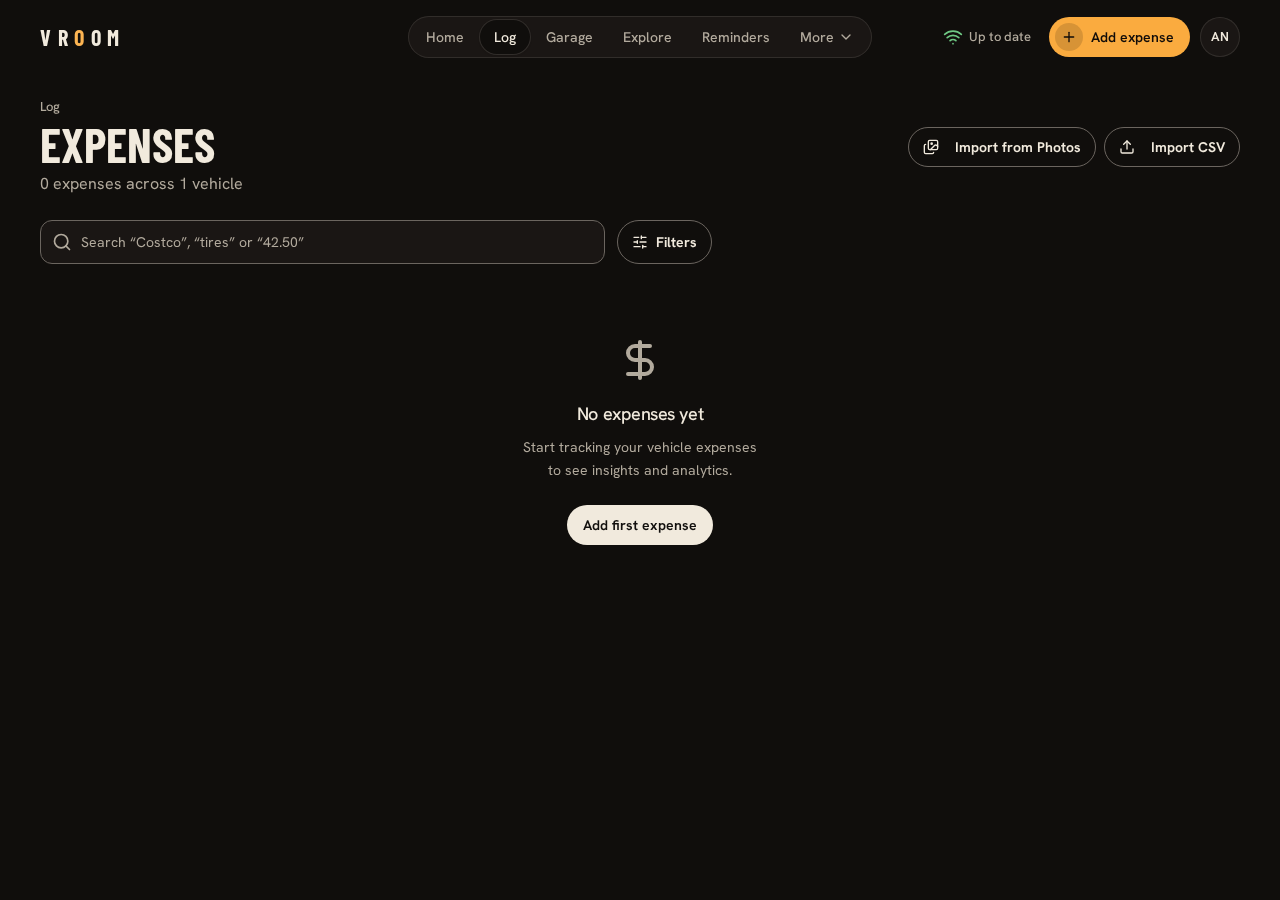 VROOM
Home Log Garage Explore Reminders More
Up to date
Add expense
AN
Log
EXPENSES
0 expenses across 1 vehicle
Import from Photos
Import CSV
Search “Costco”, “tires” or “42.50”
Filters
No expenses yet
Start tracking your vehicle expenses
to see insights and analytics.
Add first expense